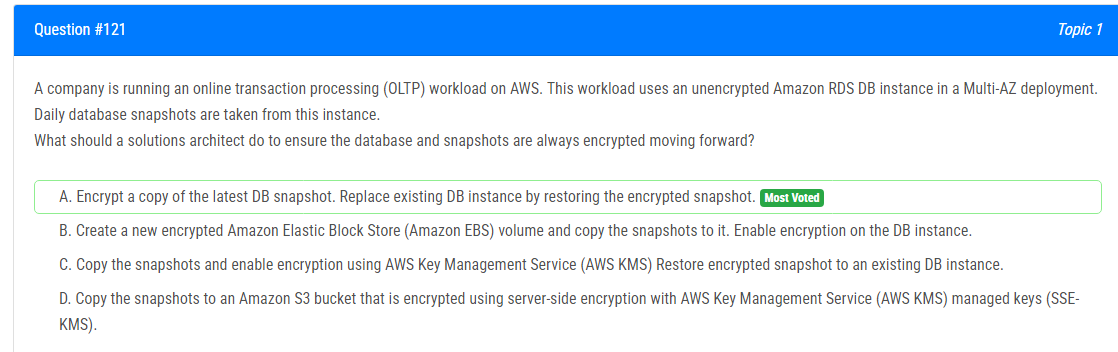 Question #121
Topic 1
A company is running an online transaction processing (OLTP) workload on AWS. This workload uses an unencrypted Amazon RDS DB instance in a Multi-AZ deployment.
Daily database snapshots are taken from this instance.
What should a solutions architect do to ensure the database and snapshots are always encrypted moving forward?
A. Encrypt a copy of the latest DB snapshot. Replace existing DB instance by restoring the encrypted snapshot. Most Voted
B. Create a new encrypted Amazon Elastic Block Store (Amazon EBS) volume and copy the snapshots to it. Enable encryption on the DB instance.
C. Copy the snapshots and enable encryption using AWS Key Management Service (AWS KMS) Restore encrypted snapshot to an existing DB instance.
D. Copy the snapshots to an Amazon S3 bucket that is encrypted using server-side encryption with AWS Key Management Service (AWS KMS) managed keys (SSE-
KMS).